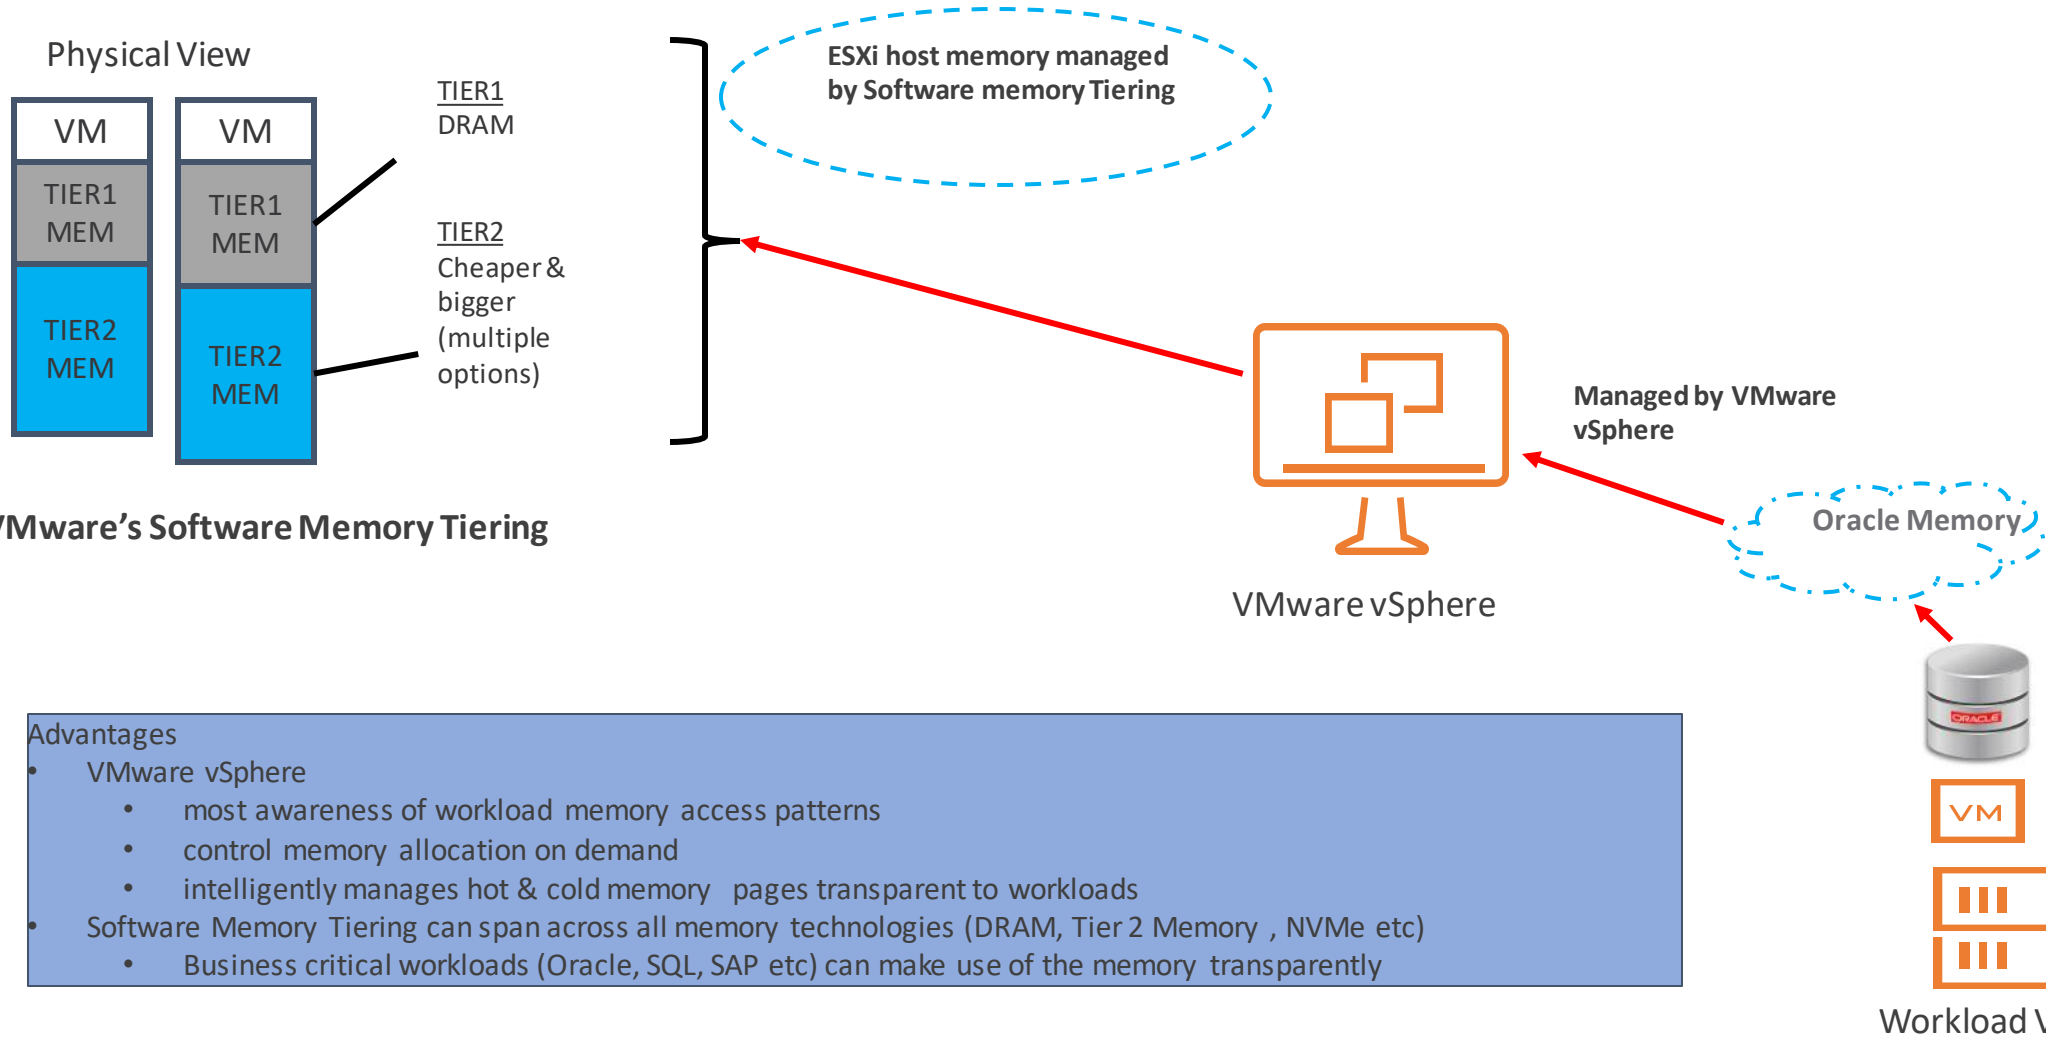 Physical View
VM
TIER1
MEM
TIER2
MEM
VM
TIER1
MEM
TIER2
MEM
TIER1
DRAM
TIER2
Cheaper &
bigger
(multiple
options)
ESXi host memory managed
by Software memory Tiering
VMware's Software Memory Tiering
VMware vSphere
Managed by VMware
vSphere
Oracle Memory
ORACLE
VM
Workload V
Advantages
• VMware vSphere
• most awareness of workload memory access patterns
• control memory allocation on demand
• intelligently manages hot & cold memory pages transparent to workloads
• Software Memory Tiering can span across all memory technologies (DRAM, Tier 2 Memory , NVMe etc)
• Business critical workloads (Oracle, SQL, SAP etc) can make use of the memory transparently